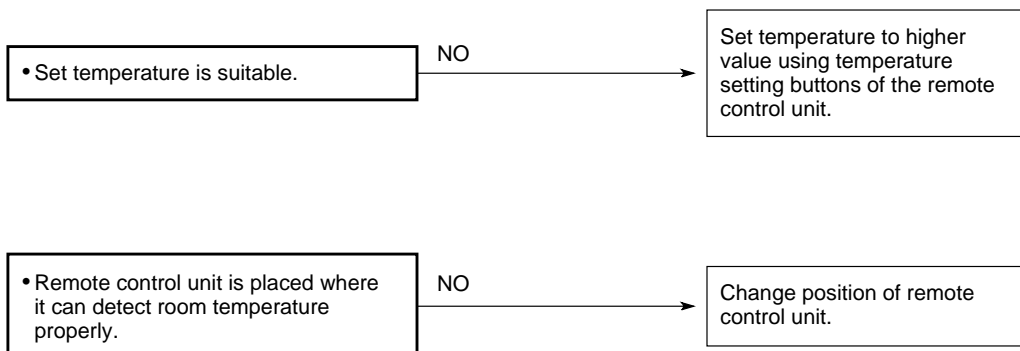 • Set temperature is suitable.
NO
Set temperature to higher
value using temperature
setting buttons of the remote
control unit.
• Remote control unit is placed where
it can detect room temperature
properly.
NO
Change position of remote
control unit.